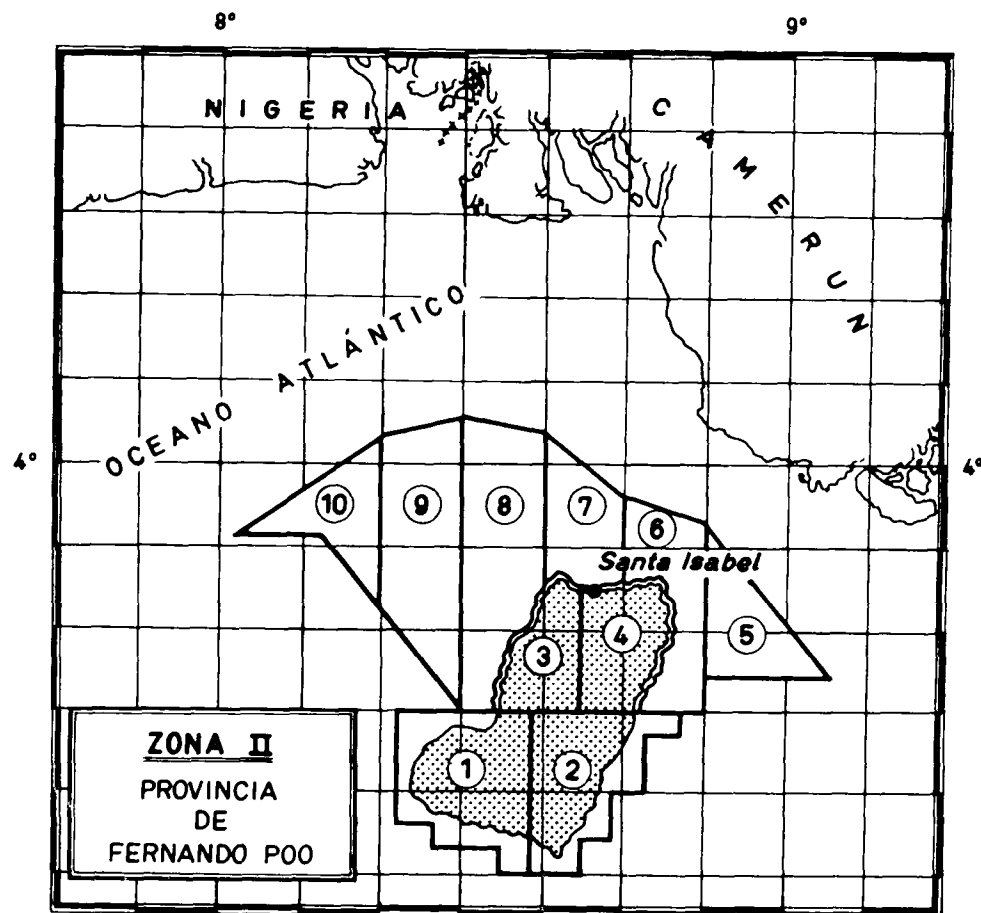 8°
9°
NIGERIA
CAMERUN
OCEANO ATLÁNTICO
4°
4°
10
9
8
7
6
Santa Isabel
5
4
3
1
2
ZONA II
PROVINCIA
DE
FERNANDO POO